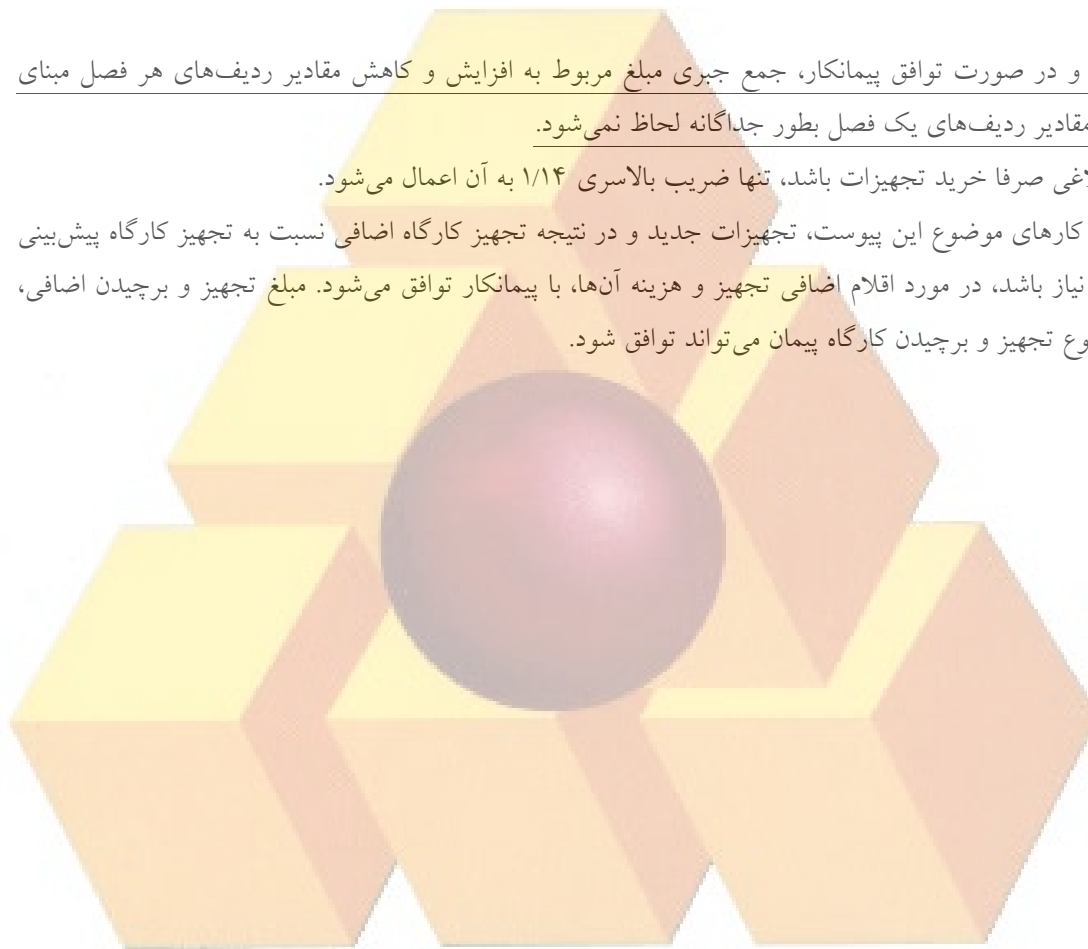 و در صورت توافق پیمانکار، جمع جبری مبلغ مربوط به افزایش و کاهش مقادیر ردیف‌های هر فصل مبنای
مقادیر ردیف‌های یک فصل بطور جداگانه لحاظ نمی‌شود.
صرفا خرید تجهیزات باشد، تنها ضریب بالاسری ۱/۱۴ به آن اعمال می‌شود.
کارهای موضوع این پیوست، تجهیزات جدید و در نتیجه تجهیز کارگاه اضافی نسبت به تجهیز کارگاه پیش‌بینی
نیاز باشد، در مورد اقلام اضافی تجهیز و هزینه آن‌ها، با پیمانکار توافق می‌شود. مبلغ تجهیز و برچیدن اضافی،
تجهیز و برچیدن کارگاه پیمان می‌تواند توافق شود.